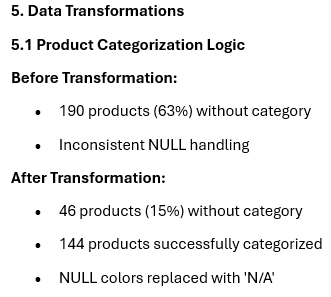 5. Data Transformations
5.1 Product Categorization Logic
Before Transformation:
• 190 products (63%) without category
• Inconsistent NULL handling
After Transformation:
• 46 products (15%) without category
• 144 products successfully categorized
• NULL colors replaced with 'N/A'